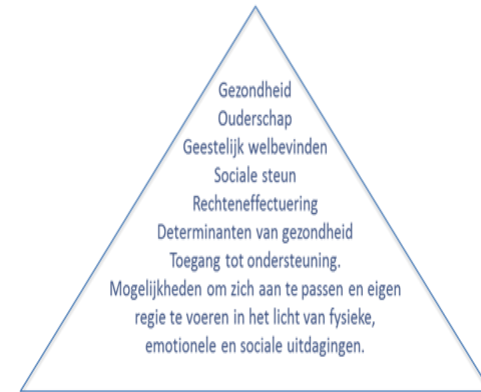 Gezondheid
Ouderschap
Geestelijk welbevinden
Sociale steun
Rechteneffectuering
Determinanten van gezondheid
Toegang tot ondersteuning.
Mogelijkheden om zich aan te passen en eigen
regie te voeren in het licht van fysieke,
emotionele en sociale uitdagingen.